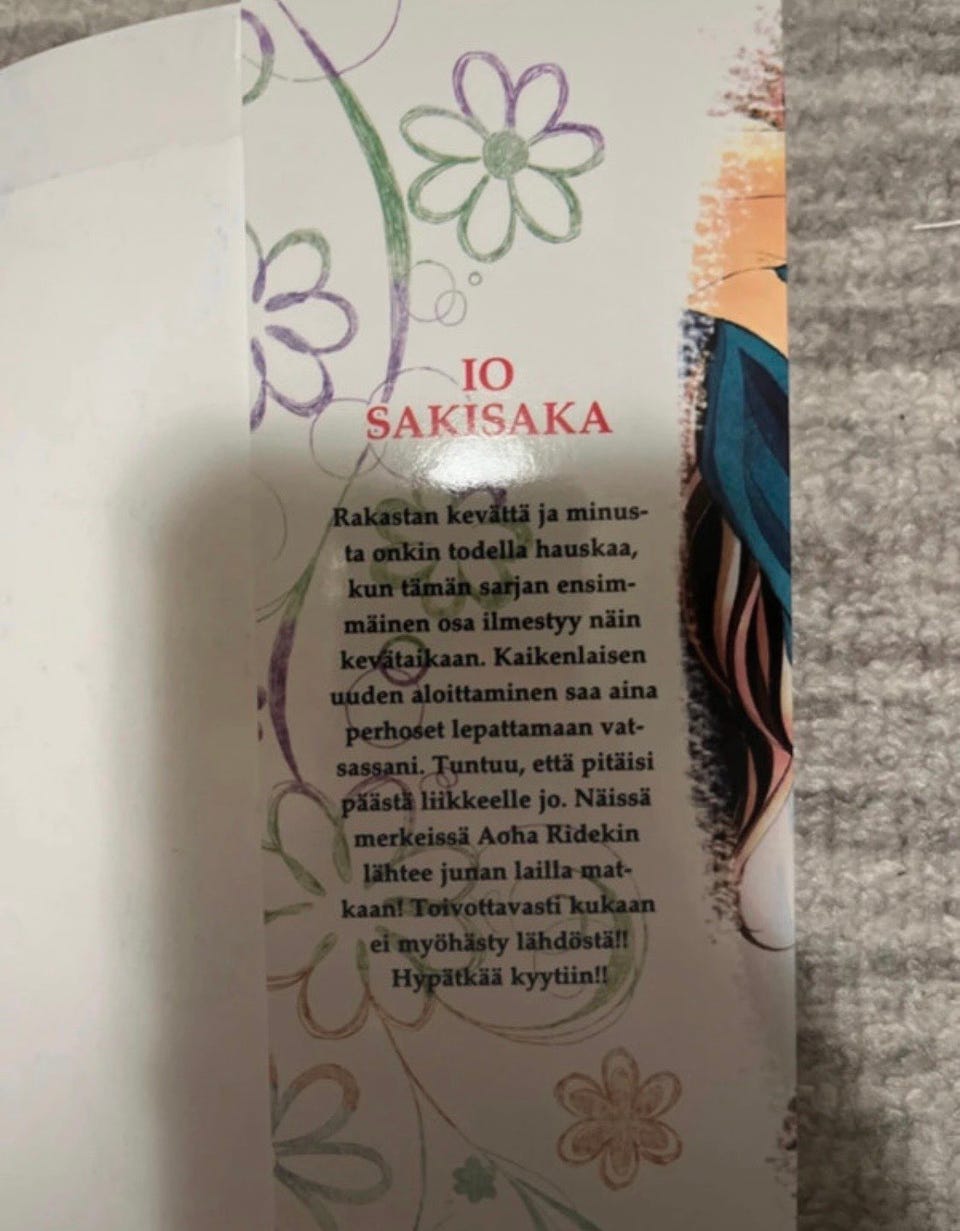 IO
SAKISAKA
Rakastan kevättä ja minus-
ta onkin todella hauskaa,
kun tämän sarjan ensim-
mäinen osa ilmestyy näin
kevätaikaan. Kaikenlaisen
uuden aloittaminen saa aina
perhoset lepattamaan vat-
sassani. Tuntuu, että pitäisi
päästä liikkeelle jo. Näissä
merkeissä Aoha Ridekin
lähtee junan lailla mat-
kaan! Toivottavasti kukaan
ei myöhästy lähdöstä!!
Hypätkää kyytiin!!